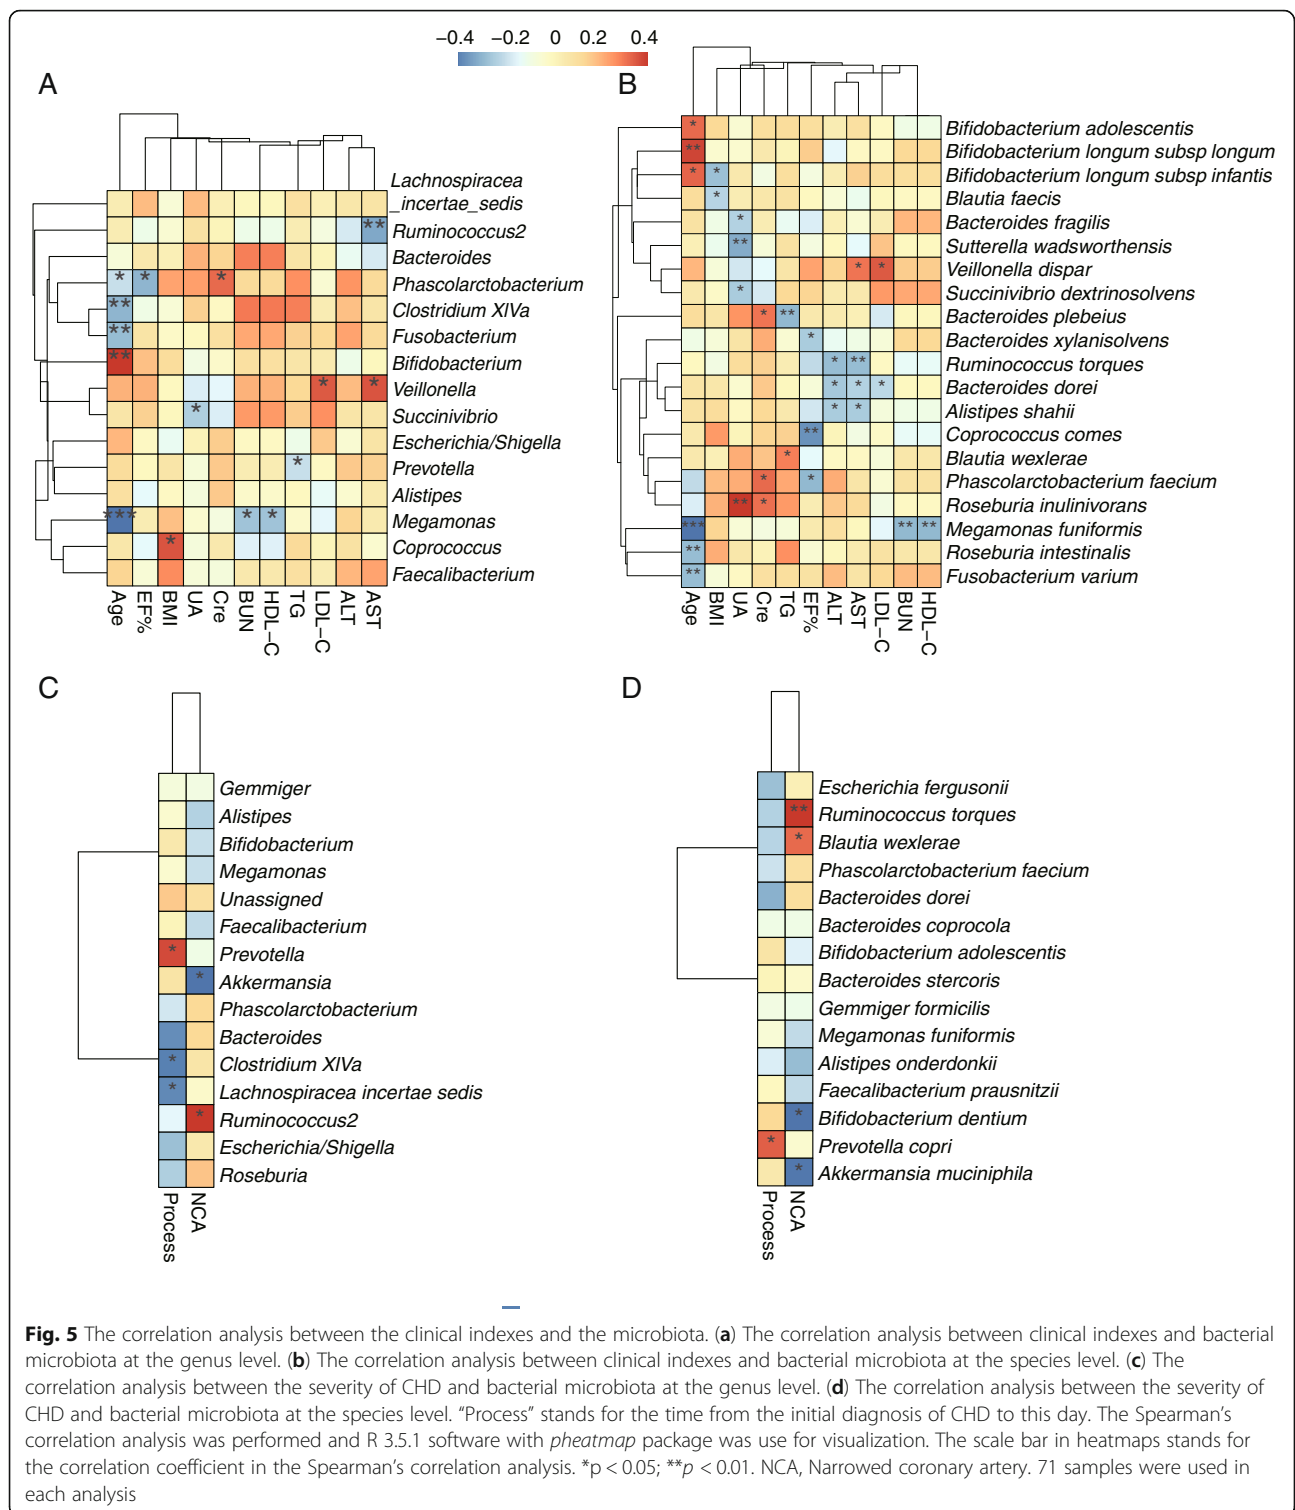 −0.4 −0.2 0 0.2 0.4
A
Lachnospiracea
_incertae_sedis
** Ruminococcus2
Bacteroides
* * * Phascolarctobacterium
** Clostridium XIVa
** Fusobacterium
** Bifidobacterium
* * Veillonella
* Succinivibrio
Escherichia/Shigella
* Prevotella
Alistipes
*** * * Megamonas
* Coprococcus
Faecalibacterium
Age EF% BMI UA Cre BUN HDL−C TG LDL−C ALT AST
B
* Bifidobacterium adolescentis
** Bifidobacterium longum subsp longum
* * Bifidobacterium longum subsp infantis
* Blautia faecis
* Bacteroides fragilis
** Sutterella wadsworthensis
* * Veillonella dispar
* Succinivibrio dextrinosolvens
* ** Bacteroides plebeius
* Bacteroides xylanisolvens
* ** Ruminococcus torques
* * * Bacteroides dorei
* * Alistipes shahii
** Coprococcus comes
* Blautia wexlerae
* * Phascolarctobacterium faecium
** * Roseburia inulinivorans
*** ** ** Megamonas funiformis
** Roseburia intestinalis
** Fusobacterium varium
Age BMI UA Cre TG EF% ALT AST LDL−C BUN HDL−C
C
Gemmiger
Alistipes
Bifidobacterium
Megamonas
Unassigned
Faecalibacterium
* Prevotella
* Akkermansia
Phascolarctobacterium
Bacteroides
* Clostridium XIVa
* Lachnospiracea incertae sedis
* Ruminococcus2
Escherichia/Shigella
Roseburia
Process NCA
D
Escherichia fergusonii
** Ruminococcus torques
* Blautia wexlerae
Phascolarctobacterium faecium
Bacteroides dorei
Bacteroides coprocola
Bifidobacterium adolescentis
Bacteroides stercoris
Gemmiger formicilis
Megamonas funiformis
Alistipes onderdonkii
Faecalibacterium prausnitzii
* Bifidobacterium dentium
* Prevotella copri
* Akkermansia muciniphila
Process NCA
Fig. 5 The correlation analysis between the clinical indexes and the microbiota. (a) The correlation analysis between clinical indexes and bacterial
microbiota at the genus level. (b) The correlation analysis between clinical indexes and bacterial microbiota at the species level. (c) The
correlation analysis between the severity of CHD and bacterial microbiota at the genus level. (d) The correlation analysis between the severity of
CHD and bacterial microbiota at the species level. “Process” stands for the time from the initial diagnosis of CHD to this day. The Spearman’s
correlation analysis was performed and R 3.5.1 software with pheatmap package was use for visualization. The scale bar in heatmaps stands for
the correlation coefficient in the Spearman’s correlation analysis. *p < 0.05; **p < 0.01. NCA, Narrowed coronary artery. 71 samples were used in
each analysis